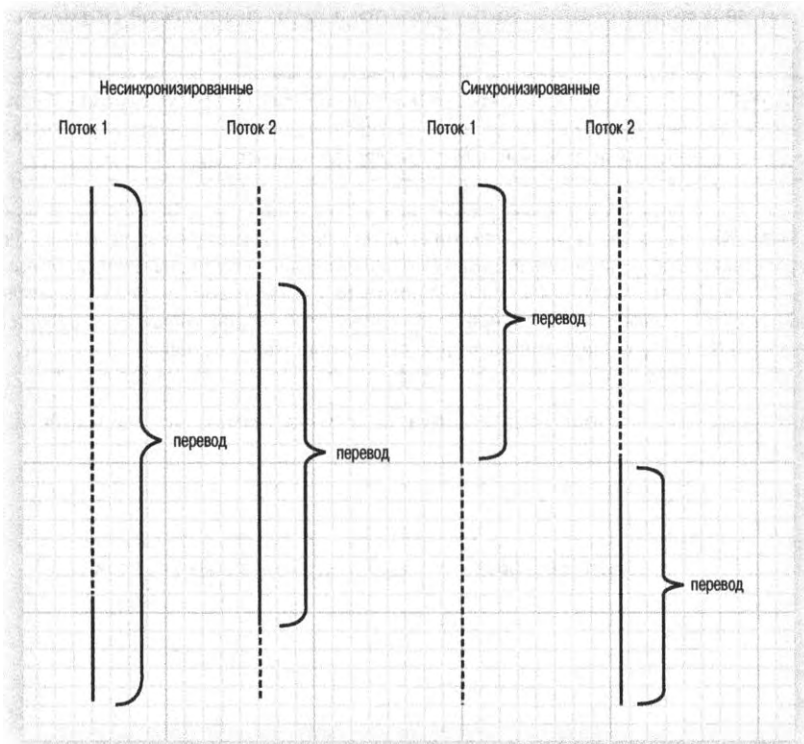 Несинхронизированные
Синхронизированные
Поток 1
Поток 2
Поток 1
Поток 2
перевод
перевод
перевод
перевод